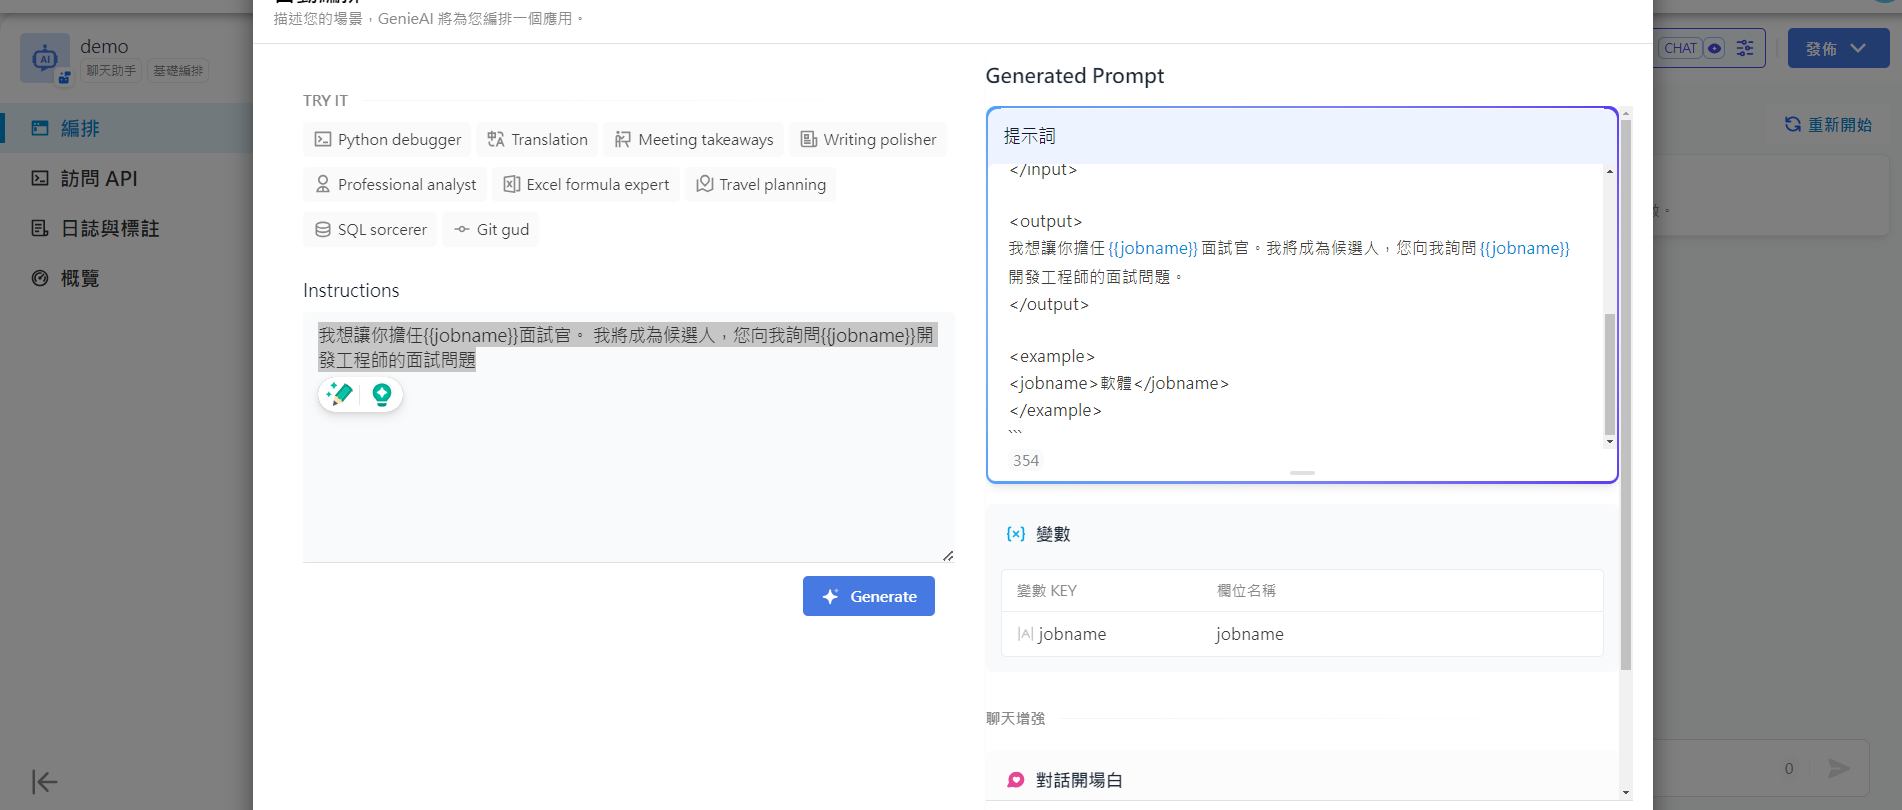 描述您的場景，GenieAI 將為您編排一個應用。
demo
聊天助手 基礎編排
CHAT
發佈
編排
訪問 API
日誌與標註
概覽
重新開始
TRY IT
Python debugger Translation Meeting takeaways Writing polisher
Professional analyst Excel formula expert Travel planning
SQL sorcerer Git gud
Instructions
我想讓你擔任{{jobname}}面試官。 我將成為候選人，您向我詢問{{jobname}}開
發工程師的面試問題
Generate
Generated Prompt
提示詞
</input>
<output>
我想讓你擔任{{jobname}}面試官。我將成為候選人，您向我詢問{{jobname}}
開發工程師的面試問題。
</output>
<example>
<jobname>軟體</jobname>
</example>
```
354
變數
變數 KEY 欄位名稱
jobname jobname
聊天增強
對話開場白
0